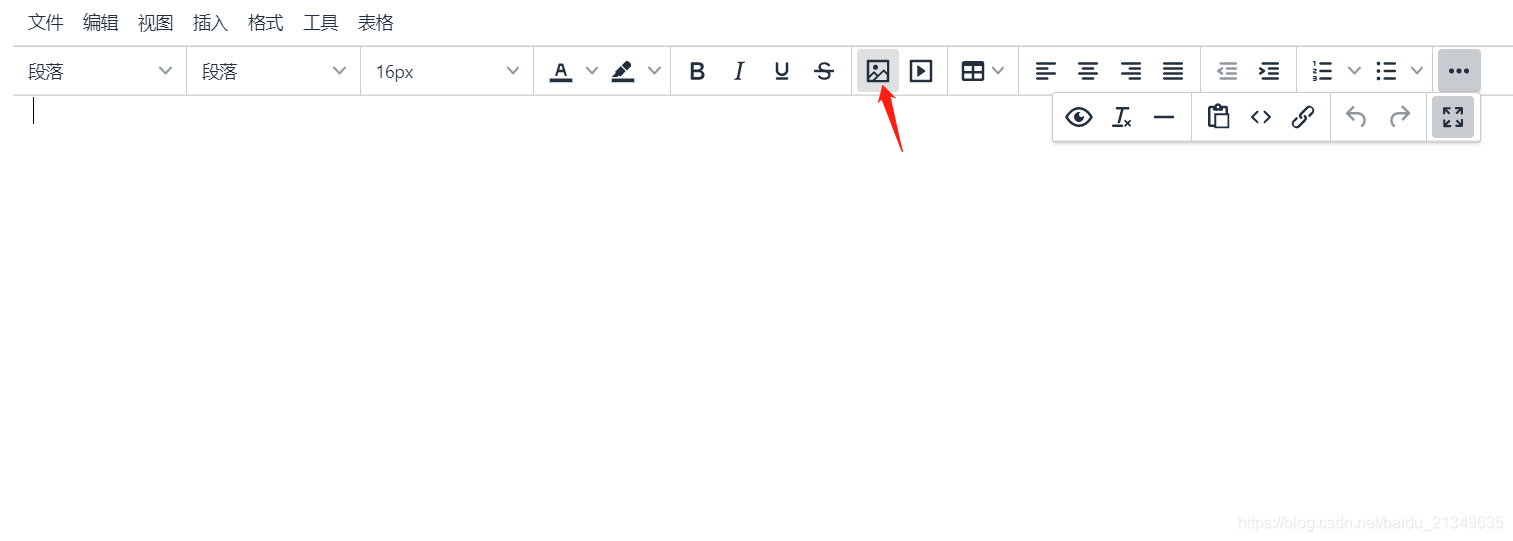 文件 编辑 视图 插入 格式 工具 表格
段落 段落 16px
https://blog.csdn.net/baidu_21349635